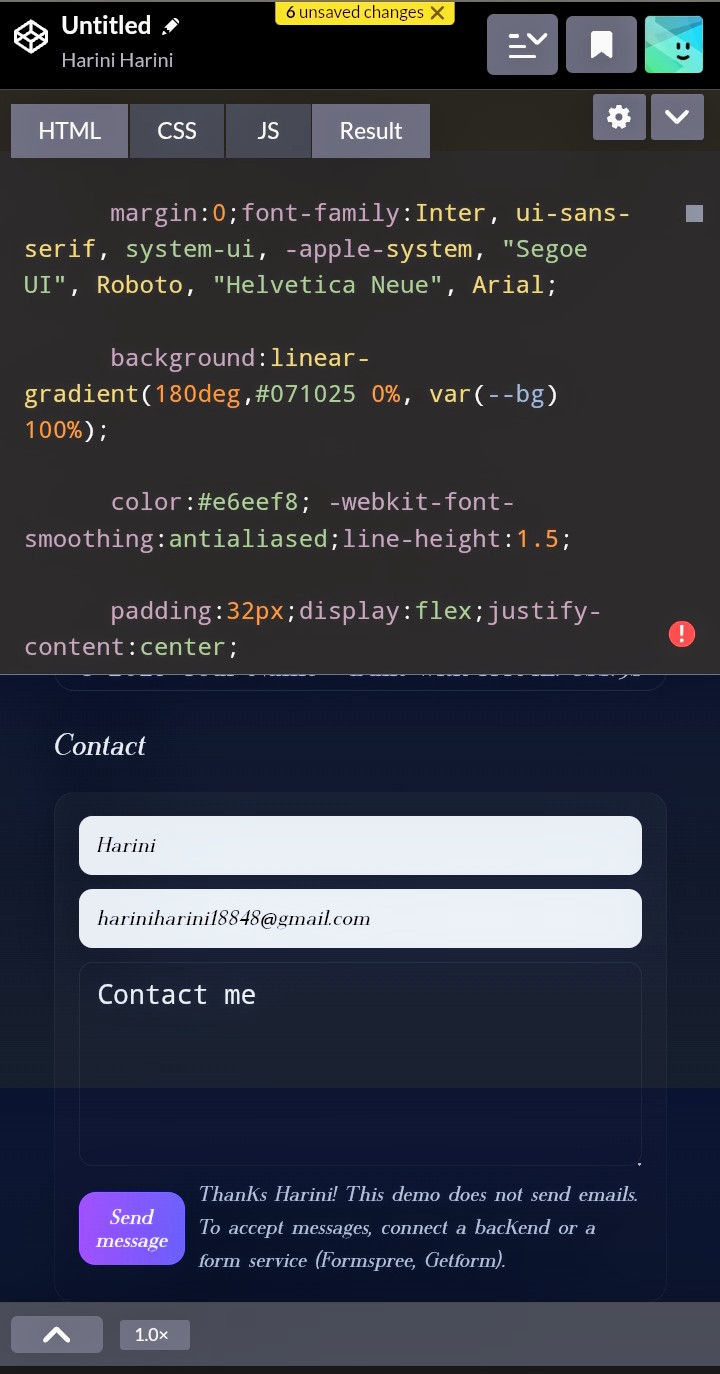 6 unsaved changes
Untitled
Harini Harini
HTML CSS JS Result
margin:0;font-family:Inter, ui-sans-
serif, system-ui, -apple-system, "Segoe
UI", Roboto, "Helvetica Neue", Arial;
background:linear-
gradient(180deg,#071025 0%, var(--bg)
100%);
color:#e6eef8; -webkit-font-
smoothing:antialiased;line-height:1.5;
padding:32px;display:flex;justify-
content:center;
Contact
Harini
hariniharini18848@gmail.com
Contact me
Send
message
Thanks Harini! This demo does not send emails.
To accept messages, connect a backend or a
form service (Formspree, Getform).
1.0×